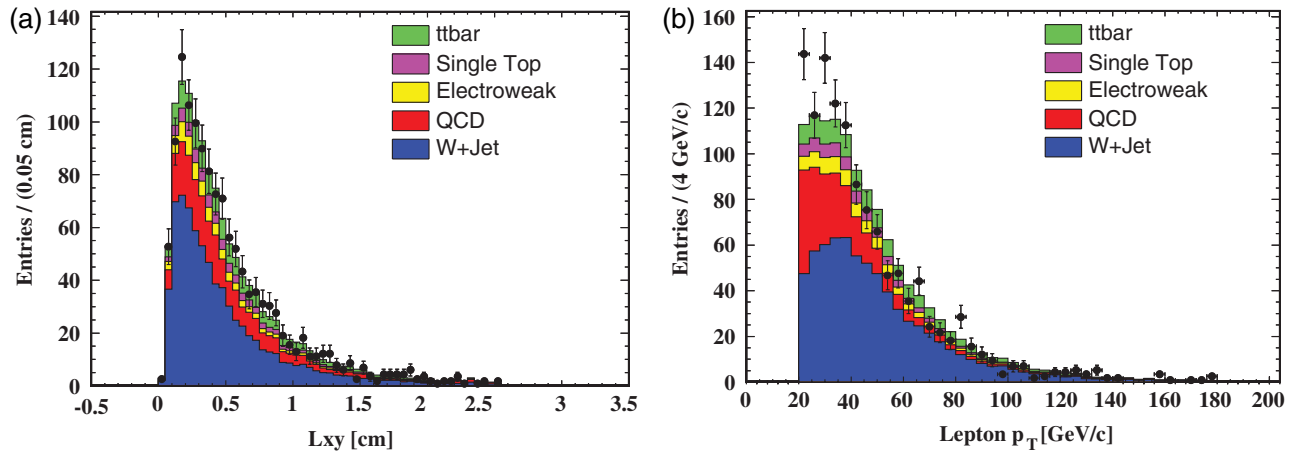 (a)
140
120
100
80
60
40
20
0
Entries / (0.05 cm)
-0.5 0 0.5 1 1.5 2 2.5 3 3.5
Lxy [cm]
ttbar
Single Top
Electroweak
QCD
W+Jet
(b)
160
140
120
100
80
60
40
20
0
Entries / (4 GeV/c)
0 20 40 60 80 100 120 140 160 180 200
Lepton p_T [GeV/c]
ttbar
Single Top
Electroweak
QCD
W+Jet